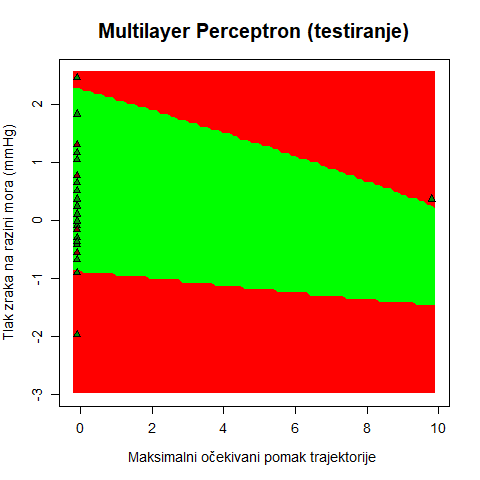 Multilayer Perceptron (testiranje)
Tlak zraka na razini mora (mmHg)
2
1
0
-1
-2
-3
0 2 4 6 8 10
Maksimalni očekivani pomak trajektorije